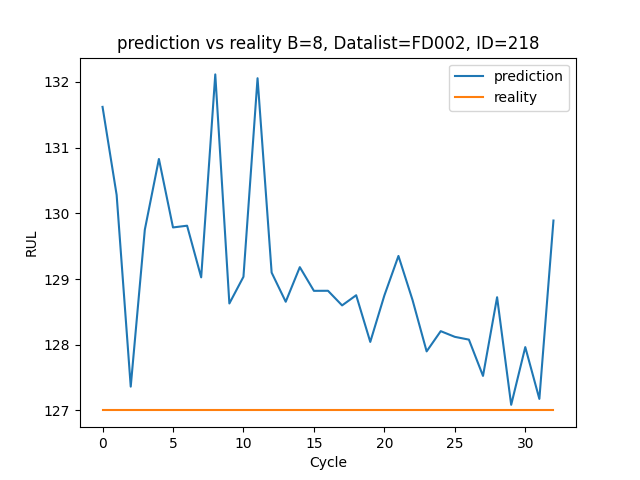 prediction vs reality B=8, Datalist=FD002, ID=218
prediction
reality
132
131
130
129
128
127
RUL
0 5 10 15 20 25 30
Cycle